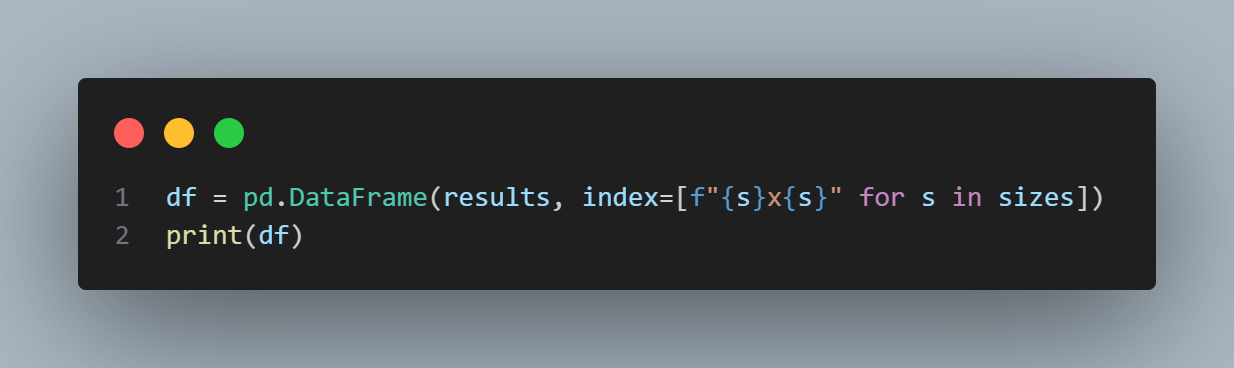 1 df = pd.DataFrame(results, index=[f"{s}x{s}" for s in sizes])
2 print(df)